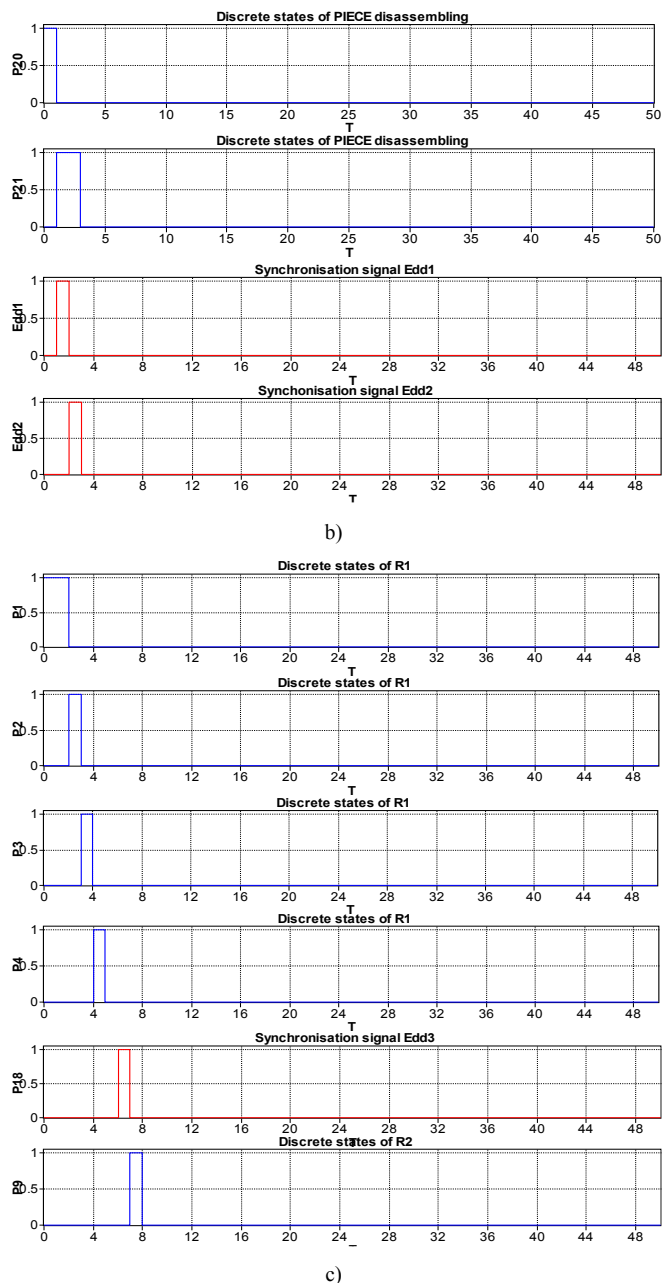 Discrete states of PIECE disassembling
1
0.5
0
P20
0 5 10 15 20 25 30 35 40 45 50
T
Discrete states of PIECE disassembling
1
0.5
0
P21
0 5 10 15 20 25 30 35 40 45 50
T
Synchronisation signal Edd1
1
0.5
0
Edd1
0 4 8 12 16 20 24 28 32 36 40 44 48
T
Synchonisation signal Edd2
1
0.5
0
Edd2
0 4 8 12 16 20 24 28 32 36 40 44 48
T
b)
Discrete states of R1
1
0.5
0
P1
0 4 8 12 16 20 24 28 32 36 40 44 48
T
Discrete states of R1
1
0.5
0
P2
0 4 8 12 16 20 24 28 32 36 40 44 48
T
Discrete states of R1
1
0.5
0
P3
0 4 8 12 16 20 24 28 32 36 40 44 48
T
Discrete states of R1
1
0.5
0
P4
0 4 8 12 16 20 24 28 32 36 40 44 48
T
Synchronisation signal Edd3
1
0.5
0
P18
0 4 8 12 16 20 24 28 32 36 40 44 48
T
Discrete states of R2
1
0.5
0
P9
0 4 8 12 16 20 24 28 32 36 40 44 48
c)